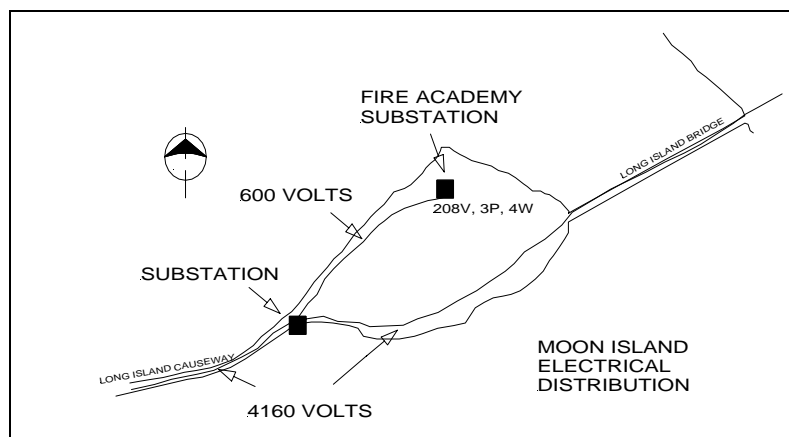 FIRE ACADEMY
SUBSTATION
LONG ISLAND BRIDGE
600 VOLTS
208V, 3P, 4W
SUBSTATION
LONG ISLAND CAUSEWAY
MOON ISLAND
ELECTRICAL
DISTRIBUTION
4160 VOLTS